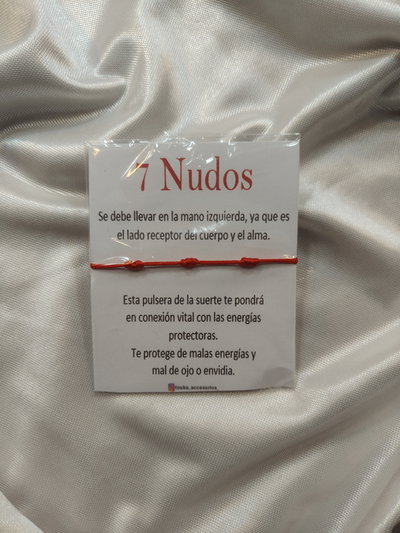 7 Nudos
Se debe llevar en la mano izquierda, ya que es
el lado receptor del cuerpo y el alma.
Esta pulsera de la suerte te pondrá
en conexión vital con las energías
protectoras.
Te protege de malas energías y
mal de ojo o envidia.